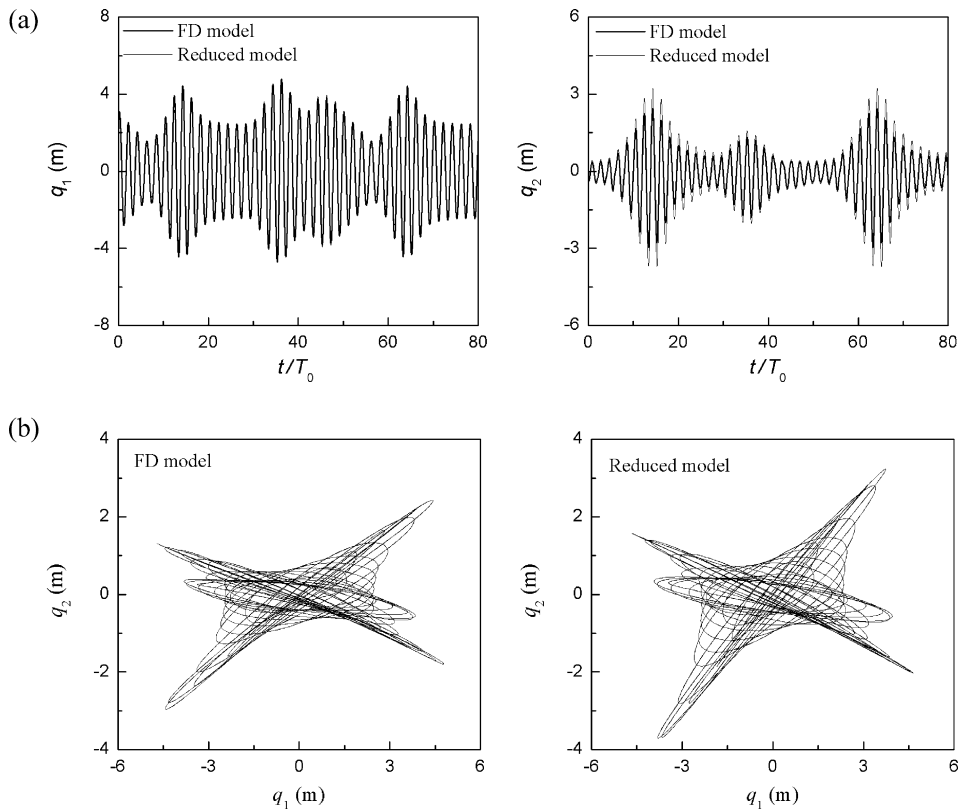 (a)
8
4
0
-4
-8
q1 (m)
FD model
Reduced model
0 20 40 60 80
t/T0
6
3
0
-3
-6
q2 (m)
FD model
Reduced model
0 20 40 60 80
t/T0
(b)
4
2
0
-2
-4
q2 (m)
FD model
-6 -3 0 3 6
q1 (m)
4
2
0
-2
-4
q2 (m)
Reduced model
-6 -3 0 3 6
q1 (m)